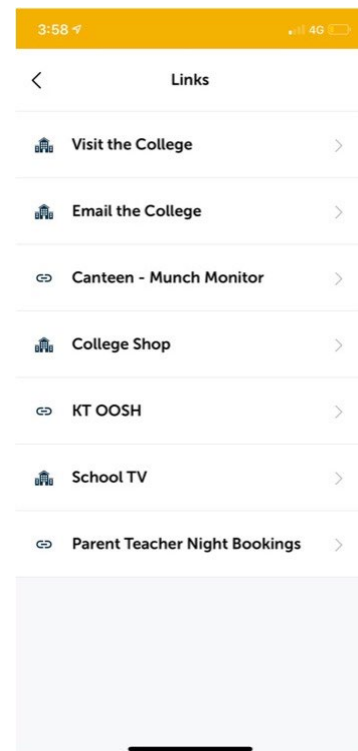 3:58
4G
Links
Visit the College
Email the College
Canteen - Munch Monitor
College Shop
KT OOSH
School TV
Parent Teacher Night Bookings